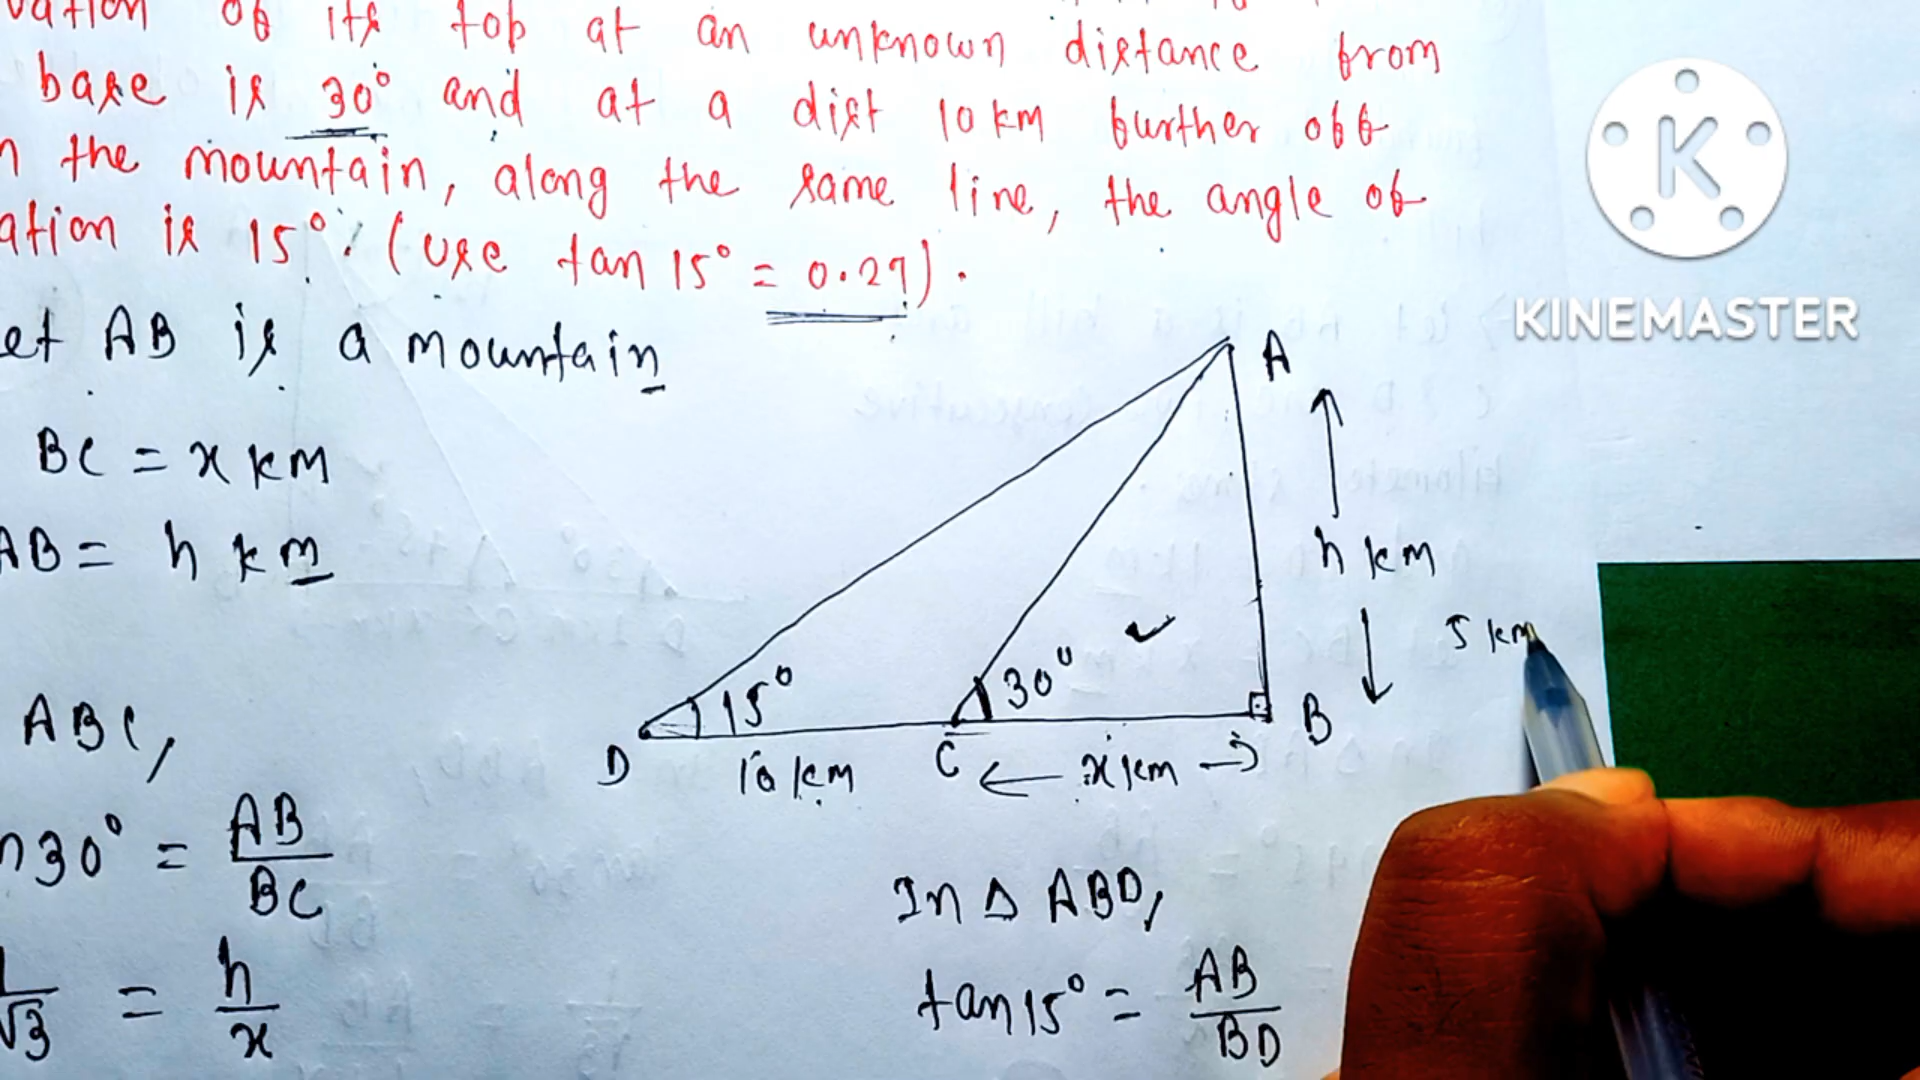 of its top at an unknown distance from
base is 30° and at a dist 10 km further off
the mountain, along the same line, the angle of
ation is 15°. (use tan 15° = 0.27).
et AB is a mountain
BC = x km
AB = h km
A
h km
5 km
15°
30°
D
10 km
C
x km
B
ABC,
n30° = AB/BC
1/√3 = h/x
In Δ ABD,
tan 15° = AB/BD
K
KINEMASTER